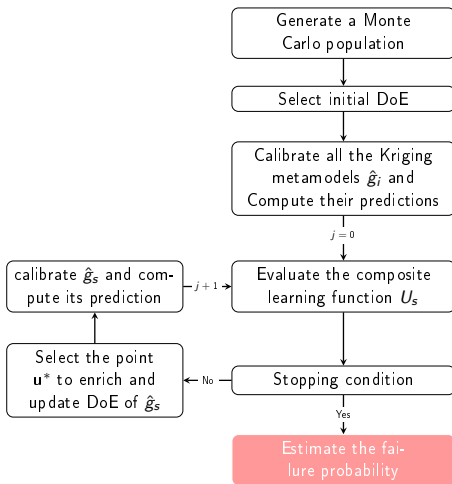 Generate a Monte
Carlo population
Select initial DoE
Calibrate all the Kriging
metamodels ĝᵢ and
Compute their predictions
j = 0
calibrate ĝₛ and com-
pute its prediction
j + 1
Evaluate the composite
learning function Uₛ
Select the point
u* to enrich and
update DoE of ĝₛ
No
Stopping condition
Yes
Estimate the fai-
lure probability